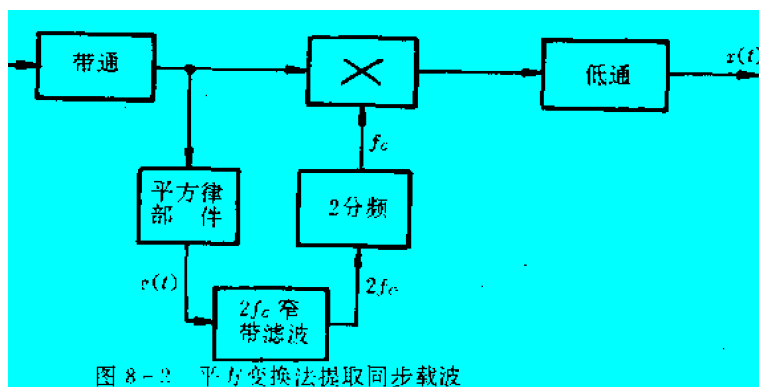 带通
低通
x(t)
fc
平方律
部 件
2分频
e(t)
2fc
2fc 窄
带滤波
图 8-2 平方变换法提取同步载波